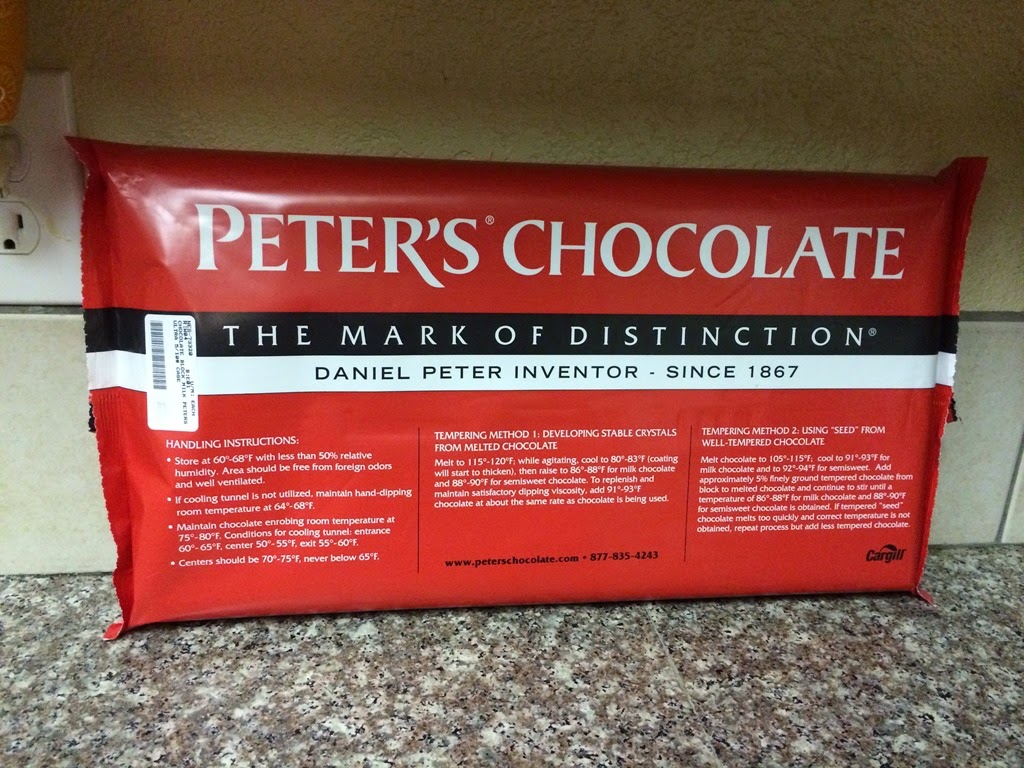 PETER'S® CHOCOLATE
THE MARK OF DISTINCTION®
DANIEL PETER INVENTOR - SINCE 1867
HANDLING INSTRUCTIONS:
• Store at 60°-68°F with less than 50% relative
humidity. Area should be free from foreign odors
and well ventilated.
• If cooling tunnel is not utilized, maintain hand-dipping
room temperature at 64°-68°F.
• Maintain chocolate enrobing room temperature at
75°-80°F. Conditions for cooling tunnel: entrance
60°-65°F, center 50°-55°F, exit 55°-60°F.
• Centers should be 70°-75°F, never below 65°F.
TEMPERING METHOD 1: DEVELOPING STABLE CRYSTALS
FROM MELTED CHOCOLATE
Melt to 115°-120°F; while agitating, cool to 80°-83°F (coating
will start to thicken), then raise to 86°-88°F for milk chocolate
and 88°-90°F for semisweet chocolate. To replenish and
maintain satisfactory dipping viscosity, add 91°-93°F
chocolate at about the same rate as chocolate is being used.
www.peterschocolate.com • 877-835-4243
TEMPERING METHOD 2: USING "SEED" FROM
WELL-TEMPERED CHOCOLATE
Melt chocolate to 105°-115°F; cool to 91°-93°F for
milk chocolate and to 92°-94°F for semisweet. Add
approximately 5% finely ground tempered chocolate from
block to melted chocolate and continue to stir until a
temperature of 86°-88°F for milk chocolate and 88°-90°F
for semisweet chocolate is obtained. If tempered "seed"
chocolate melts too quickly and correct temperature is not
obtained, repeat process but add less tempered chocolate.
Cargill
U/M: EACH
CHOCOLATE BLOCK MILK PETERS